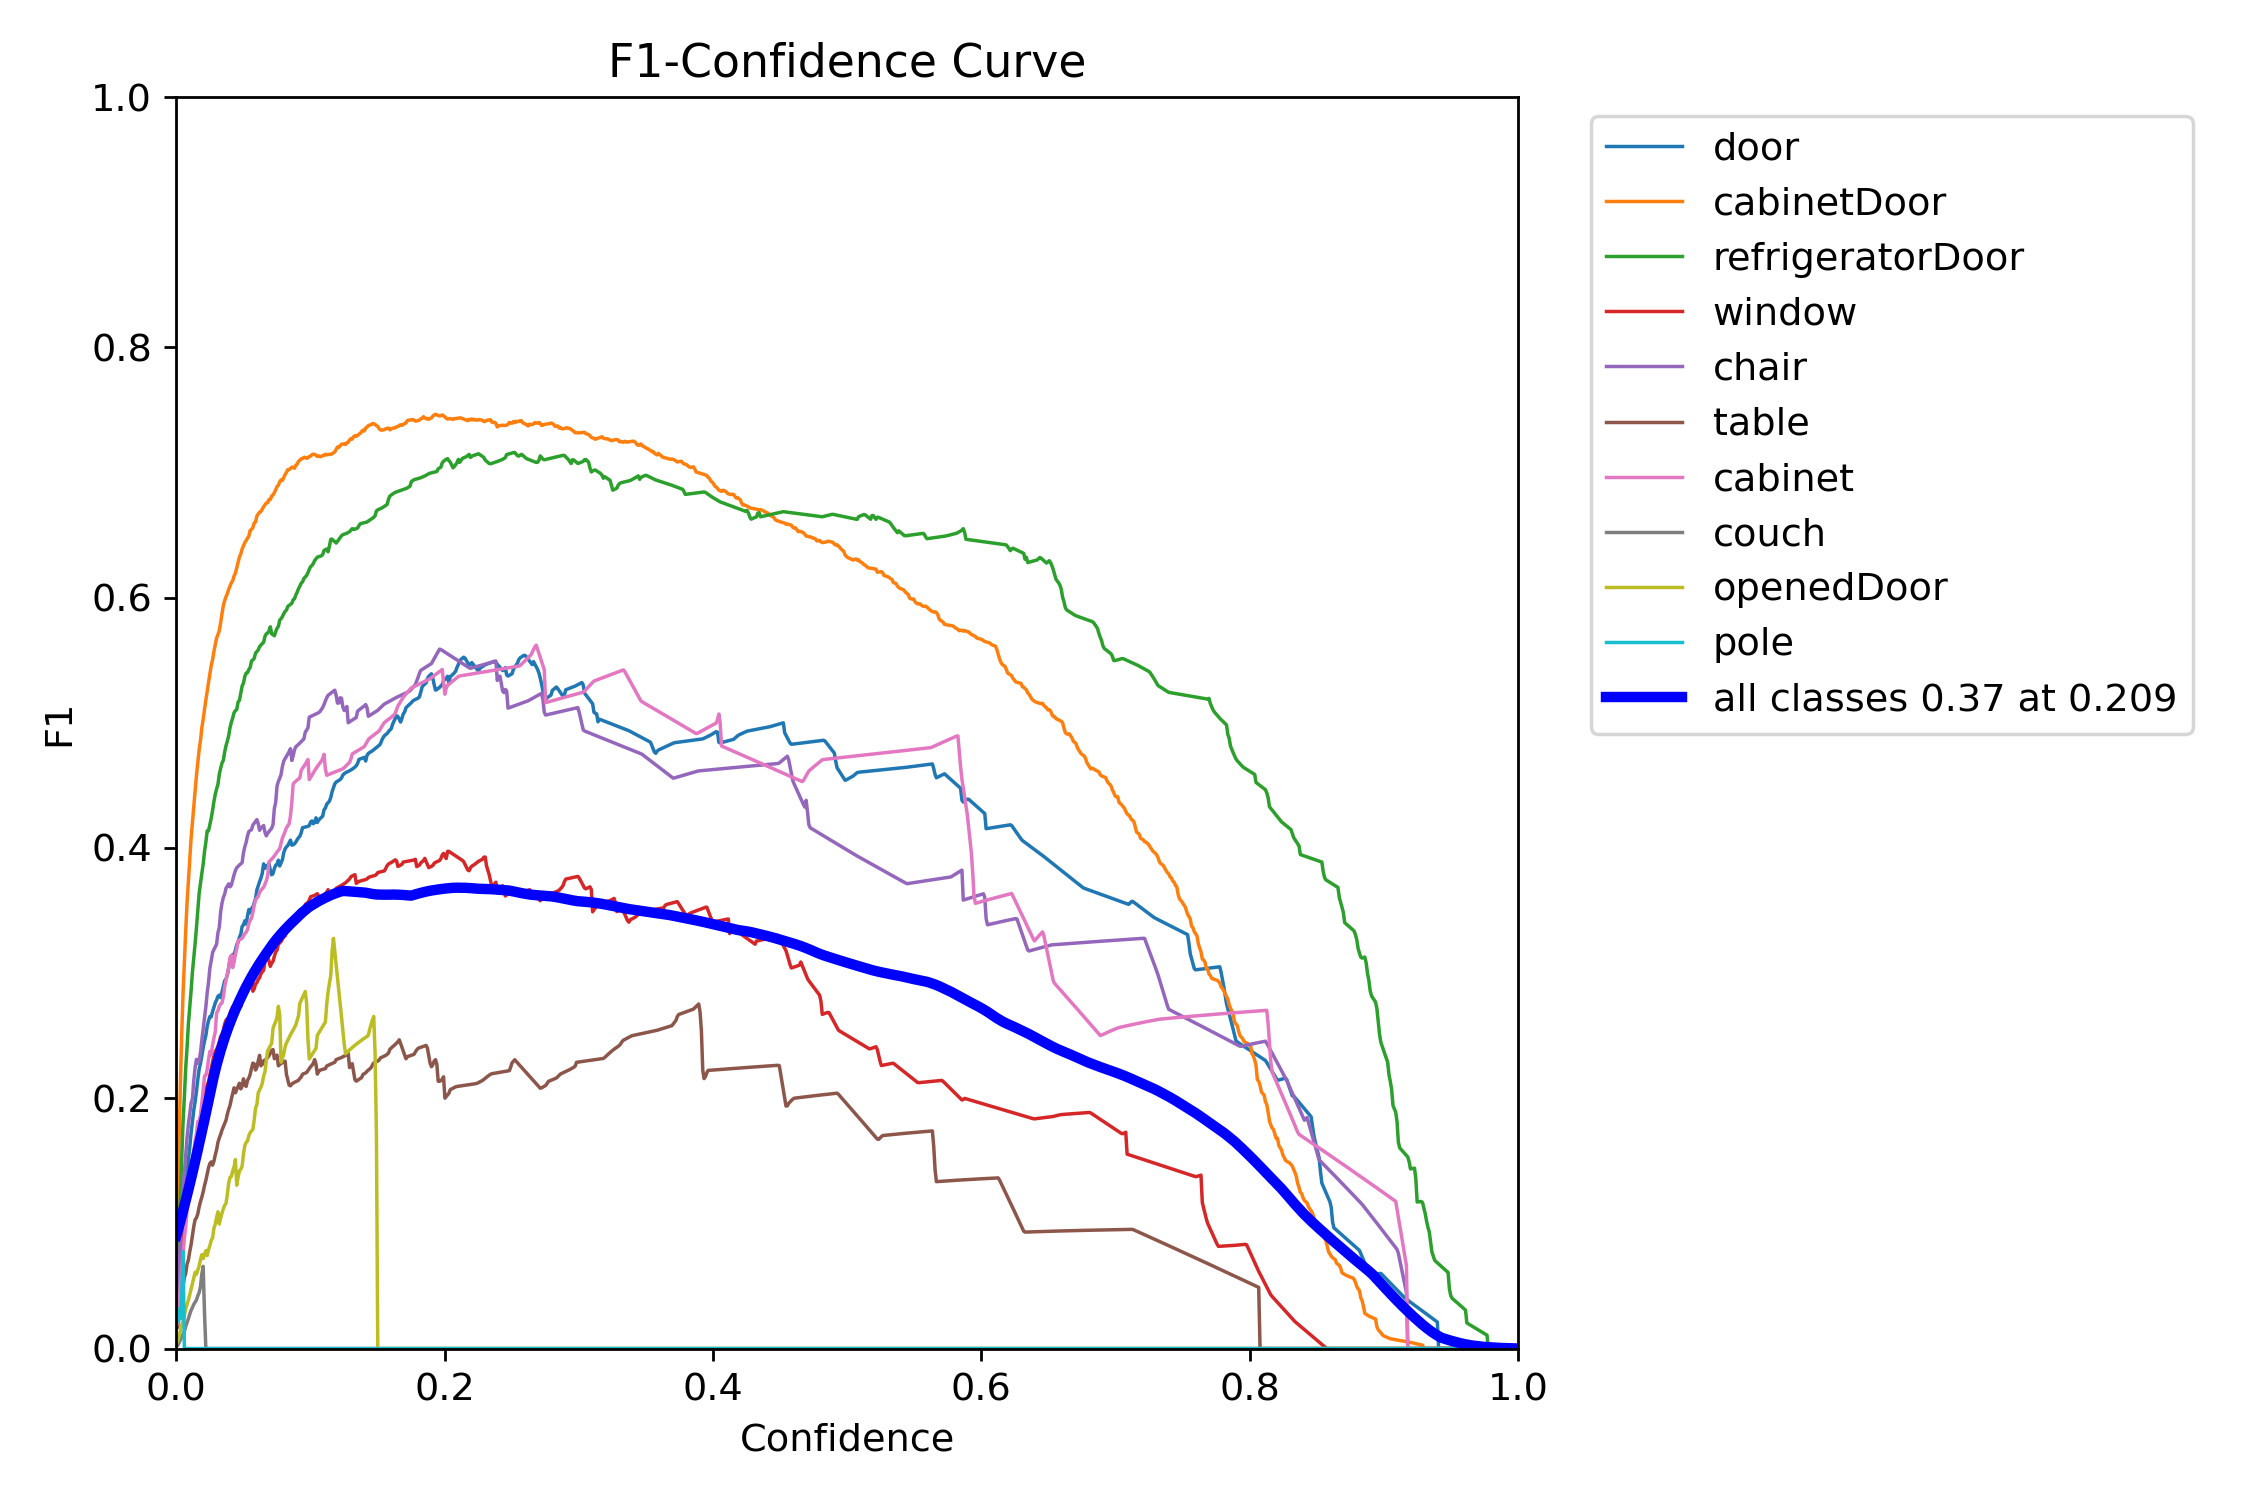 F1-Confidence Curve
1.0
0.8
0.6
0.4
0.2
0.0
F1
0.0 0.2 0.4 0.6 0.8 1.0
Confidence
door
cabinetDoor
refrigeratorDoor
window
chair
table
cabinet
couch
openedDoor
pole
all classes 0.37 at 0.209